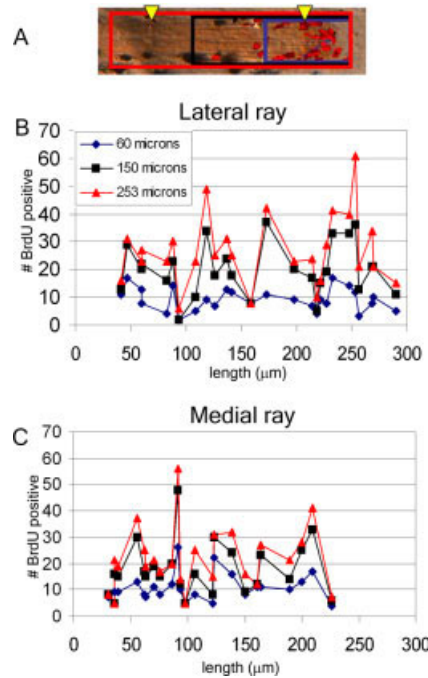 A
B
Lateral ray
# BrdU positive
70
60
50
40
30
20
10
0
60 microns
150 microns
253 microns
0 50 100 150 200 250 300
length (μm)
C
Medial ray
# BrdU positive
70
60
50
40
30
20
10
0
0 50 100 150 200 250 300
length (μm)